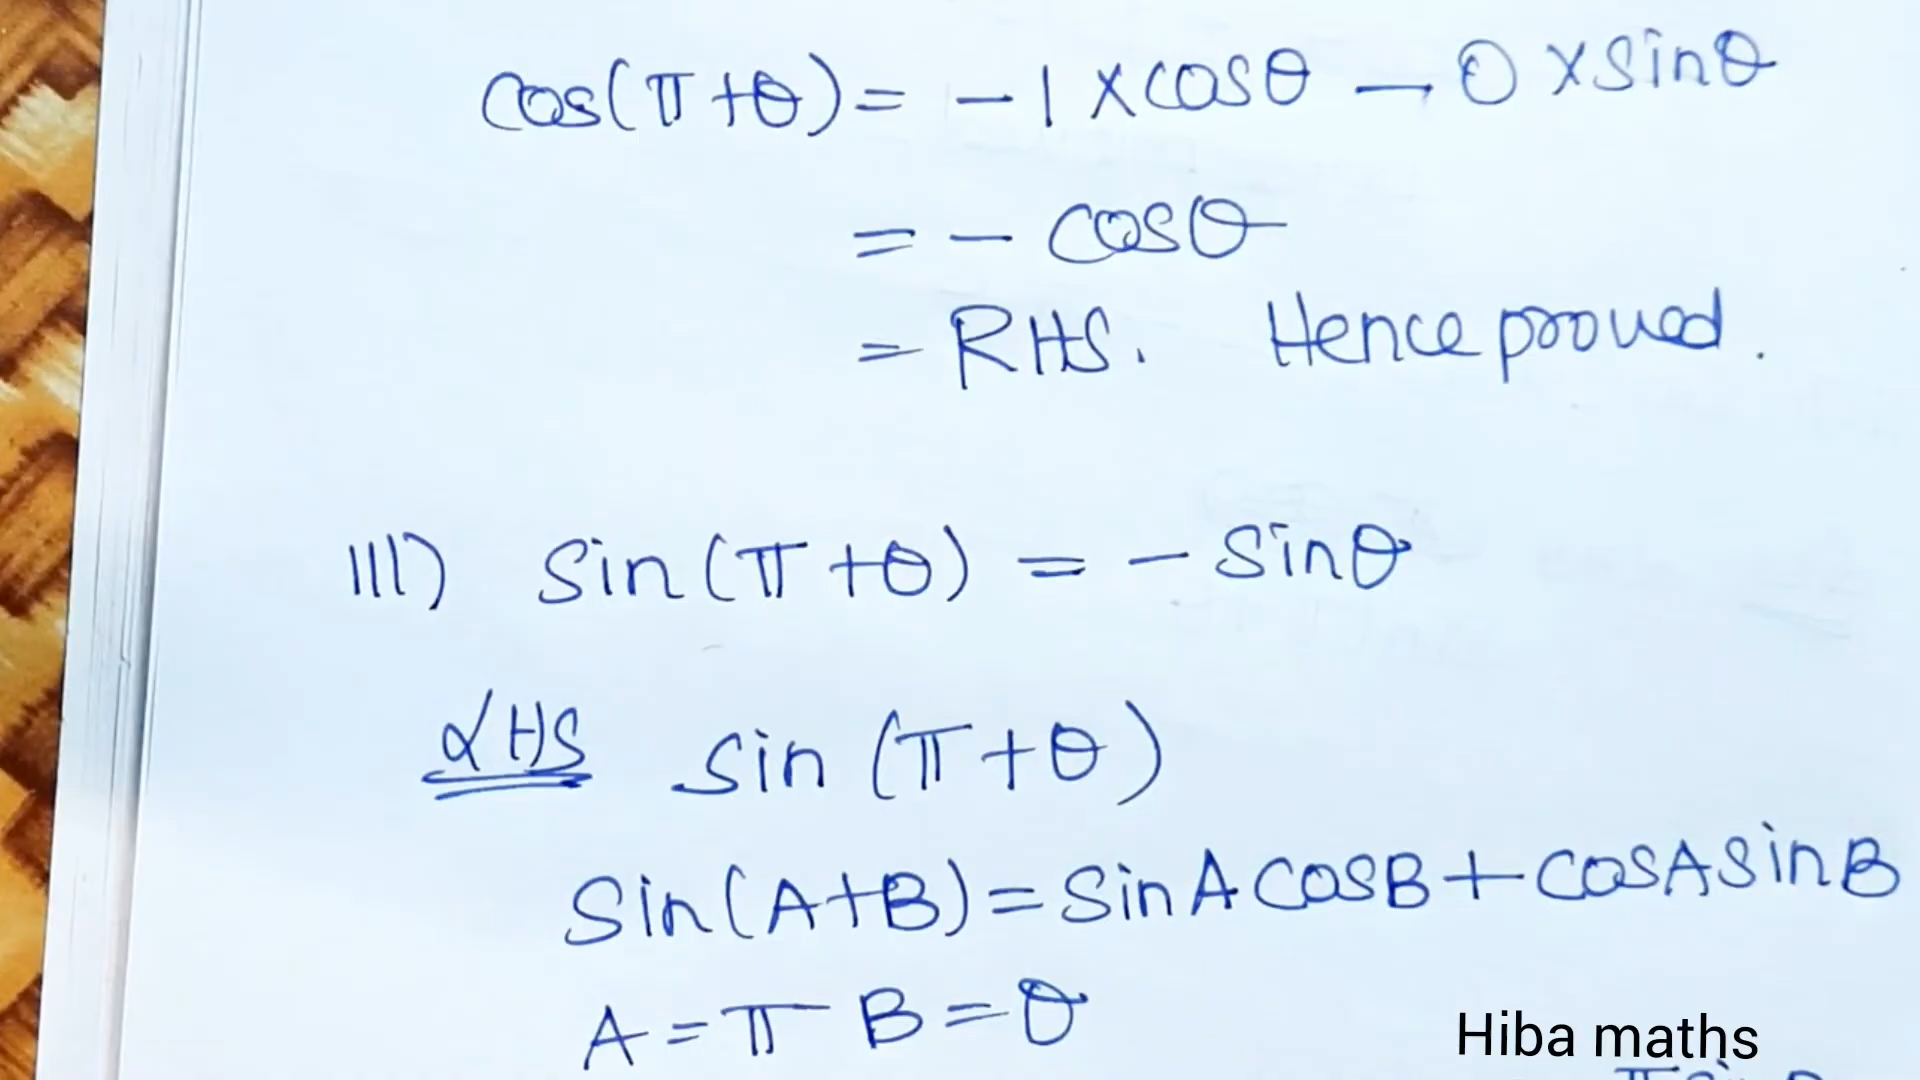 cos(π+θ) = -1 × cosθ - 0 × sinθ
= - cosθ
= RHS. Hence proved.
III) sin(π+θ) = - sinθ
LHS sin (π+θ)
sin(A+B) = sinA cosB + cosA sinB
A = π B = θ
Hiba maths